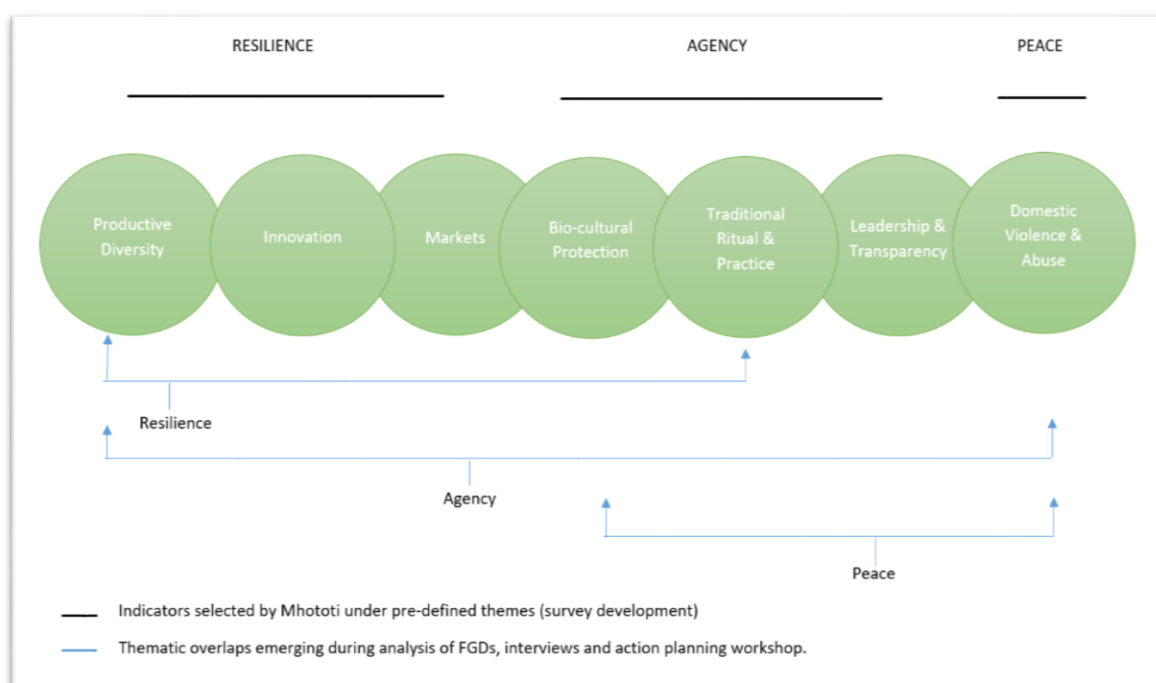 RESILIENCE
AGENCY
PEACE
Productive
Diversity
Innovation
Markets
Bio-cultural
Protection
Traditional
Ritual &
Practice
Leadership &
Transparency
Domestic
Violence &
Abuse
Resilience
Agency
Peace
Indicators selected by Mhototi under pre-defined themes (survey development)
Thematic overlaps emerging during analysis of FGDs, interviews and action planning workshop.